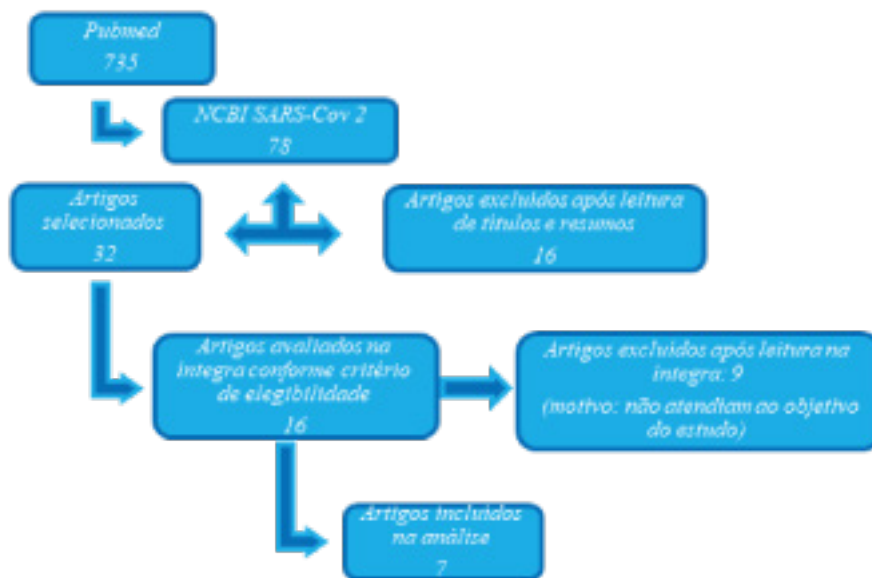 Pubmed
735
NCBI SARS-Cov 2
78
Artigos
selecionados
32
Artigos excluídos após leitura
de títulos e resumos
16
Artigos avaliados na
íntegra conforme critério
de elegibilidade
16
Artigos excluídos após leitura na
íntegra: 9
(motivo: não atendiam ao objetivo
do estudo)
Artigos incluídos
na análise
7